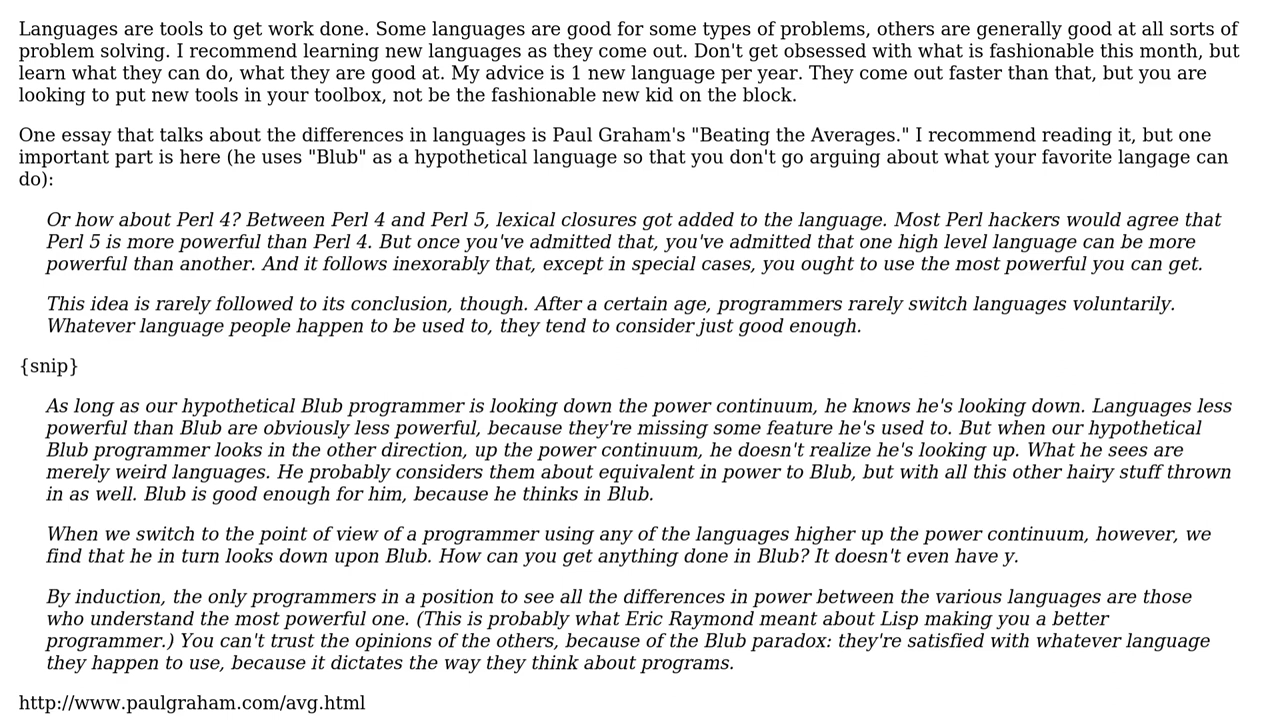 Languages are tools to get work done. Some languages are good for some types of problems, others are generally good at all sorts of
problem solving. I recommend learning new languages as they come out. Don't get obsessed with what is fashionable this month, but
learn what they can do, what they are good at. My advice is 1 new language per year. They come out faster than that, but you are
looking to put new tools in your toolbox, not be the fashionable new kid on the block.
One essay that talks about the differences in languages is Paul Graham's "Beating the Averages." I recommend reading it, but one
important part is here (he uses "Blub" as a hypothetical language so that you don't go arguing about what your favorite langage can
do):
Or how about Perl 4? Between Perl 4 and Perl 5, lexical closures got added to the language. Most Perl hackers would agree that
Perl 5 is more powerful than Perl 4. But once you've admitted that, you've admitted that one high level language can be more
powerful than another. And it follows inexorably that, except in special cases, you ought to use the most powerful you can get.
This idea is rarely followed to its conclusion, though. After a certain age, programmers rarely switch languages voluntarily.
Whatever language people happen to be used to, they tend to consider just good enough.
{snip}
As long as our hypothetical Blub programmer is looking down the power continuum, he knows he's looking down. Languages less
powerful than Blub are obviously less powerful, because they're missing some feature he's used to. But when our hypothetical
Blub programmer looks in the other direction, up the power continuum, he doesn't realize he's looking up. What he sees are
merely weird languages. He probably considers them about equivalent in power to Blub, but with all this other hairy stuff thrown
in as well. Blub is good enough for him, because he thinks in Blub.
When we switch to the point of view of a programmer using any of the languages higher up the power continuum, however, we
find that he in turn looks down upon Blub. How can you get anything done in Blub? It doesn't even have y.
By induction, the only programmers in a position to see all the differences in power between the various languages are those
who understand the most powerful one. (This is probably what Eric Raymond meant about Lisp making you a better
programmer.) You can't trust the opinions of the others, because of the Blub paradox: they're satisfied with whatever language
they happen to use, because it dictates the way they think about programs.
http://www.paulgraham.com/avg.html